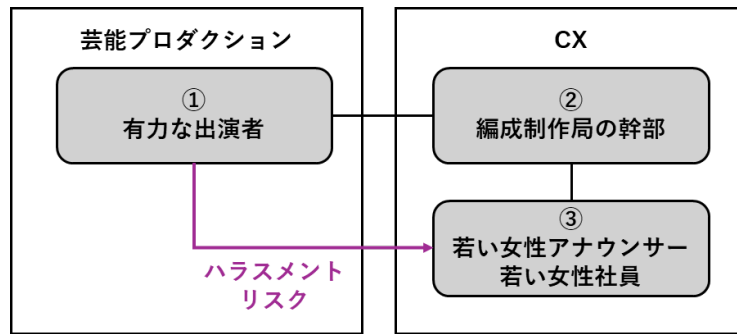 芸能プロダクション
CX
①
有力な出演者
②
編成制作局の幹部
③
若い女性アナウンサー
若い女性社員
ハラスメント
リスク